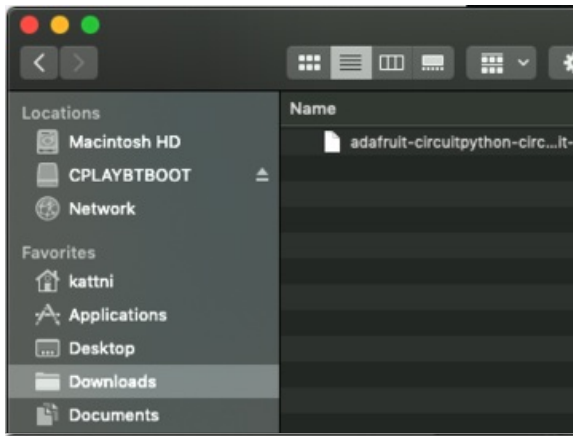 Locations
Macintosh HD
CPLAYBTBOOT
Network
Favorites
kattni
Applications
Desktop
Downloads
Documents
Name
adafruit-circuitpython-circ...it-